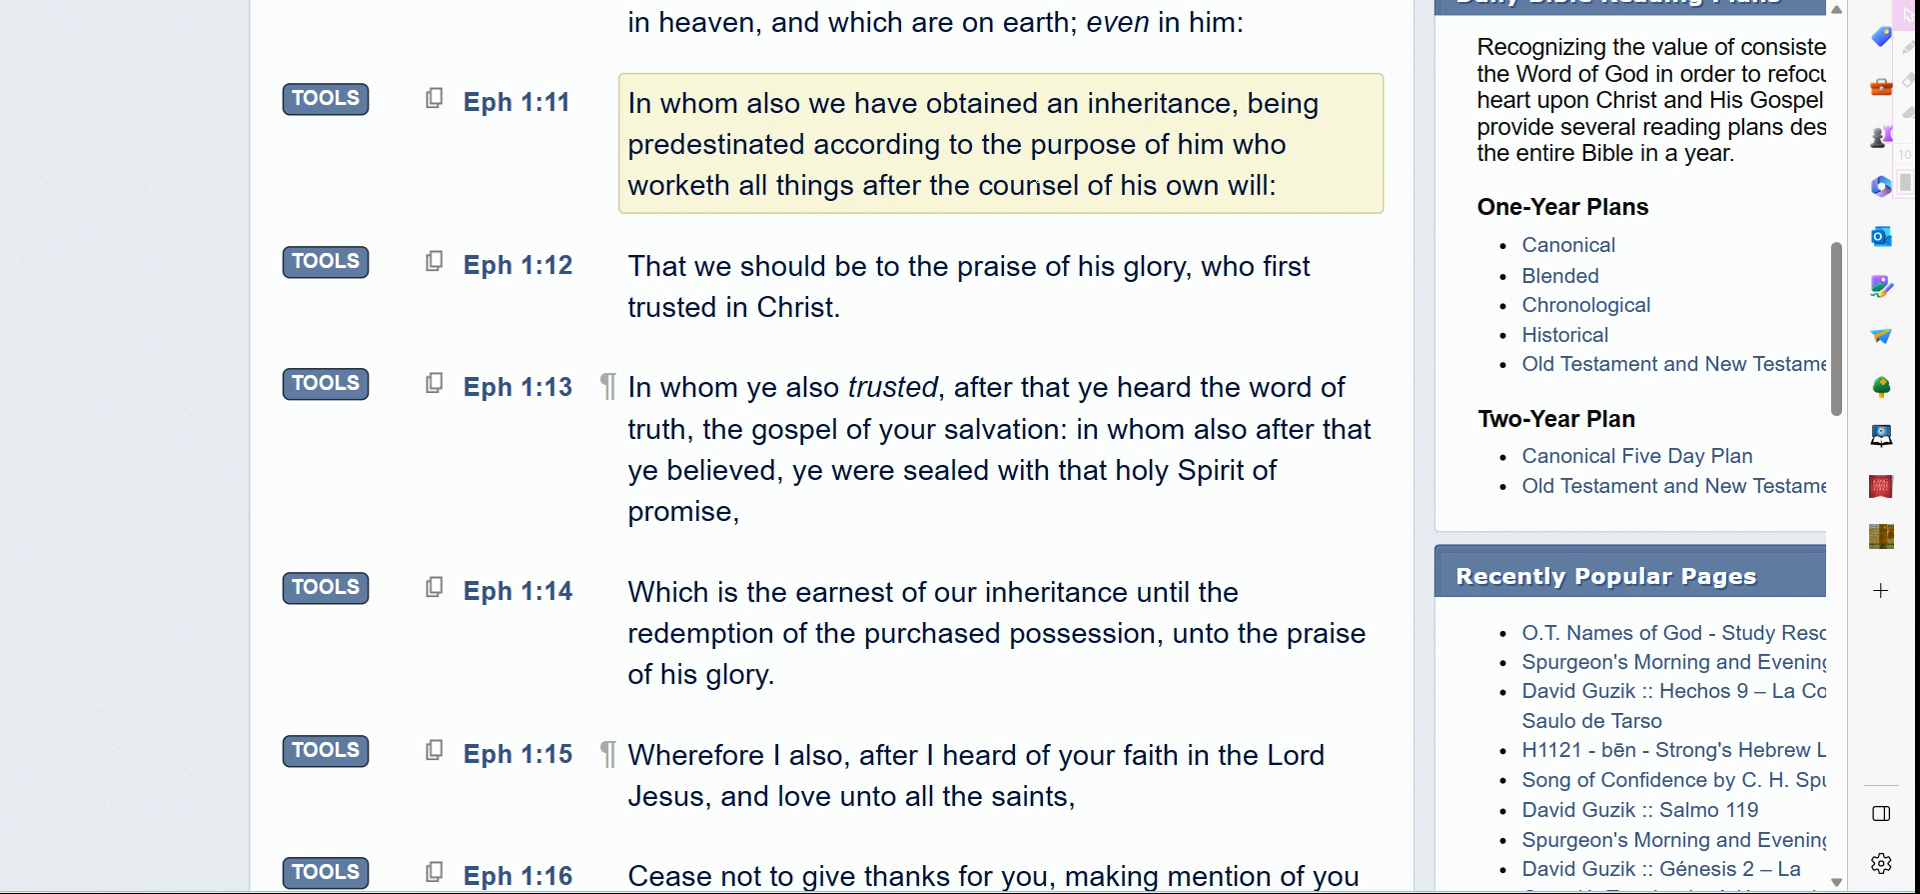 in heaven, and which are on earth; even in him:
TOOLS Eph 1:11 In whom also we have obtained an inheritance, being
predestinated according to the purpose of him who
worketh all things after the counsel of his own will:
TOOLS Eph 1:12 That we should be to the praise of his glory, who first
trusted in Christ.
TOOLS Eph 1:13 ¶ In whom ye also trusted, after that ye heard the word of
truth, the gospel of your salvation: in whom also after that
ye believed, ye were sealed with that holy Spirit of
promise,
TOOLS Eph 1:14 Which is the earnest of our inheritance until the
redemption of the purchased possession, unto the praise
of his glory.
TOOLS Eph 1:15 ¶ Wherefore I also, after I heard of your faith in the Lord
Jesus, and love unto all the saints,
TOOLS Eph 1:16 Cease not to give thanks for you, making mention of you
Daily Bible Reading Plans
Recognizing the value of consiste
the Word of God in order to refocu
heart upon Christ and His Gospel
provide several reading plans des
the entire Bible in a year.
One-Year Plans
• Canonical
• Blended
• Chronological
• Historical
• Old Testament and New Testame
Two-Year Plan
• Canonical Five Day Plan
• Old Testament and New Testame
Recently Popular Pages
• O.T. Names of God - Study Resc
• Spurgeon's Morning and Evening
• David Guzik :: Hechos 9 – La Co
Saulo de Tarso
• H1121 - bēn - Strong's Hebrew L
• Song of Confidence by C. H. Spu
• David Guzik :: Salmo 119
• Spurgeon's Morning and Evening
• David Guzik :: Génesis 2 – La
10